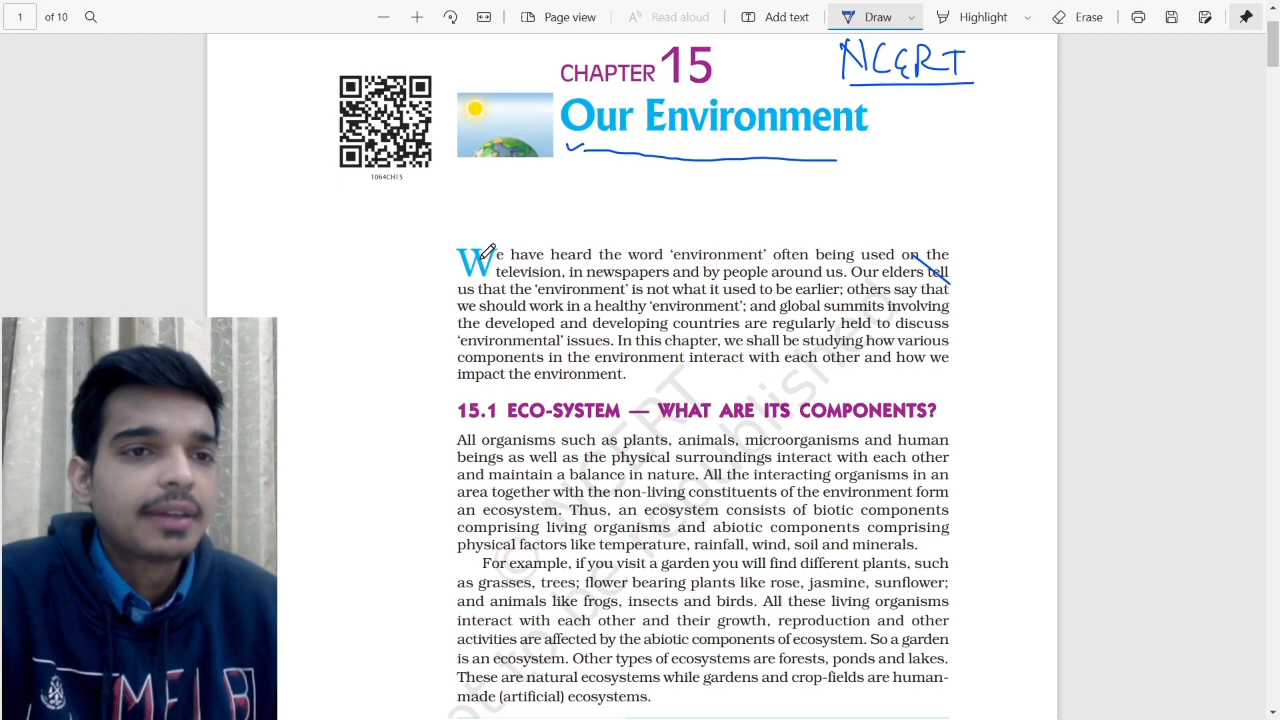 1 of 10 Page view Read aloud Add text Draw Highlight Erase
CHAPTER 15
NCERT
Our Environment
1064CH15
We have heard the word ‘environment’ often being used on the
television, in newspapers and by people around us. Our elders tell
us that the ‘environment’ is not what it used to be earlier; others say that
we should work in a healthy ‘environment’; and global summits involving
the developed and developing countries are regularly held to discuss
‘environmental’ issues. In this chapter, we shall be studying how various
components in the environment interact with each other and how we
impact the environment.
15.1 ECO-SYSTEM — WHAT ARE ITS COMPONENTS?
All organisms such as plants, animals, microorganisms and human
beings as well as the physical surroundings interact with each other
and maintain a balance in nature. All the interacting organisms in an
area together with the non-living constituents of the environment form
an ecosystem. Thus, an ecosystem consists of biotic components
comprising living organisms and abiotic components comprising
physical factors like temperature, rainfall, wind, soil and minerals.
For example, if you visit a garden you will find different plants, such
as grasses, trees; flower bearing plants like rose, jasmine, sunflower;
and animals like frogs, insects and birds. All these living organisms
interact with each other and their growth, reproduction and other
activities are affected by the abiotic components of ecosystem. So a garden
is an ecosystem. Other types of ecosystems are forests, ponds and lakes.
These are natural ecosystems while gardens and crop-fields are human-
made (artificial) ecosystems.
© NCERT
not to be republished